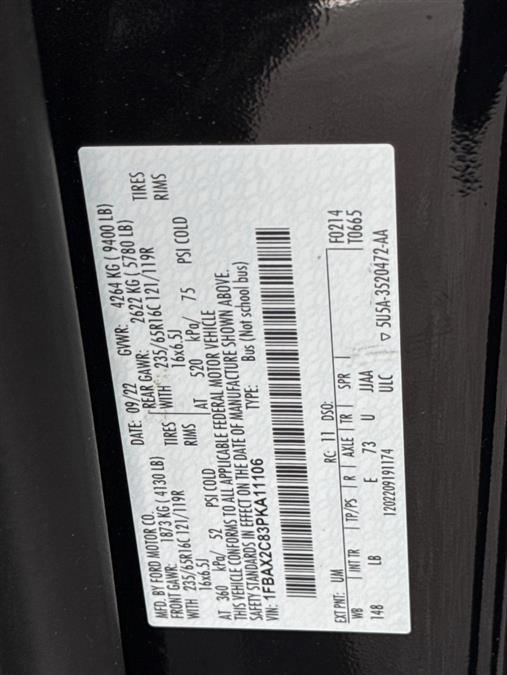 MFD. BY FORD MOTOR CO.
DATE: 09/22 GVWR: 4264 KG ( 9400 LB)
FRONT GAWR: 1873 KG ( 4130 LB) REAR GAWR: 2622 KG ( 5780 LB)
WITH 235/65R16C 121/119R TIRES WITH 235/65R16C 121/119R TIRES
16x6.5J RIMS 16x6.5J RIMS
AT 360 kPa/ 52 PSI COLD AT 520 kPa/ 75 PSI COLD
THIS VEHICLE CONFORMS TO ALL APPLICABLE FEDERAL MOTOR VEHICLE
SAFETY STANDARDS IN EFFECT ON THE DATE OF MANUFACTURE SHOWN ABOVE.
VIN: 1FBAX2C83PKA11106 TYPE: Bus (Not school bus)
EXT PNT: UM RC: 11 DSO: F0214
WB INT TR TP/PS R AXLE TR SPR T0665
148 LB E 73 U JJAA
ULC
1202209191174 ▽ 5U5A-3520472-AA